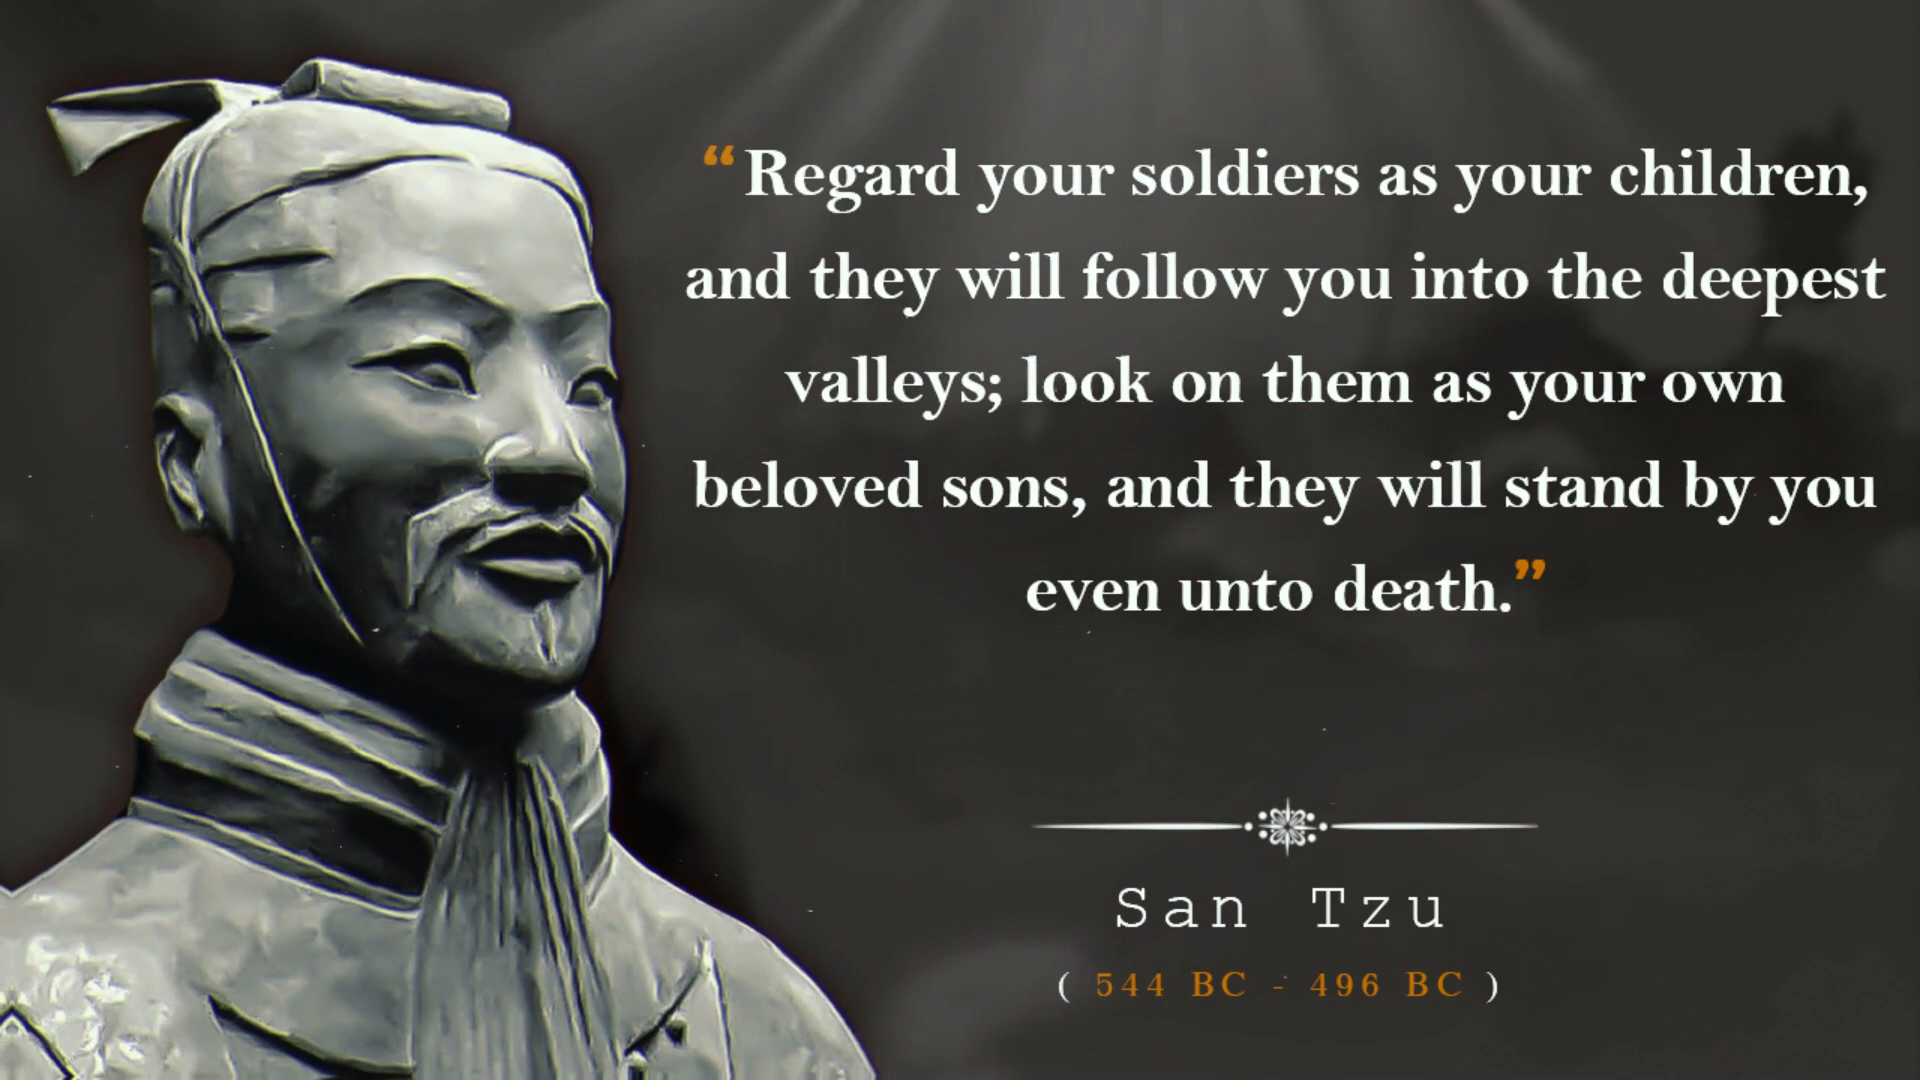 “Regard your soldiers as your children,
and they will follow you into the deepest
valleys; look on them as your own
beloved sons, and they will stand by you
even unto death.”
San Tzu
( 544 BC - 496 BC )